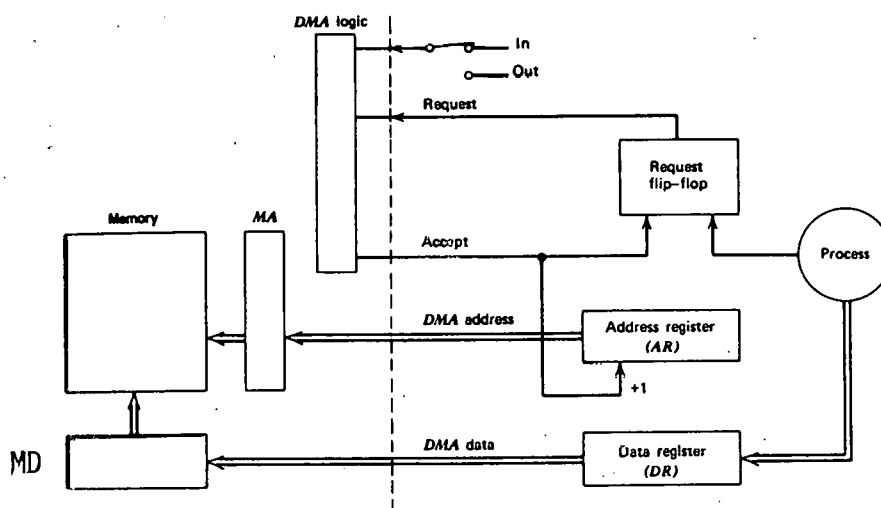 DMA logic
In
Out
Request
Request
flip-flop
Memory
MA
Accept
Process
DMA address
Address register
(AR)
+1
MD
DMA data
Data register
(DR)